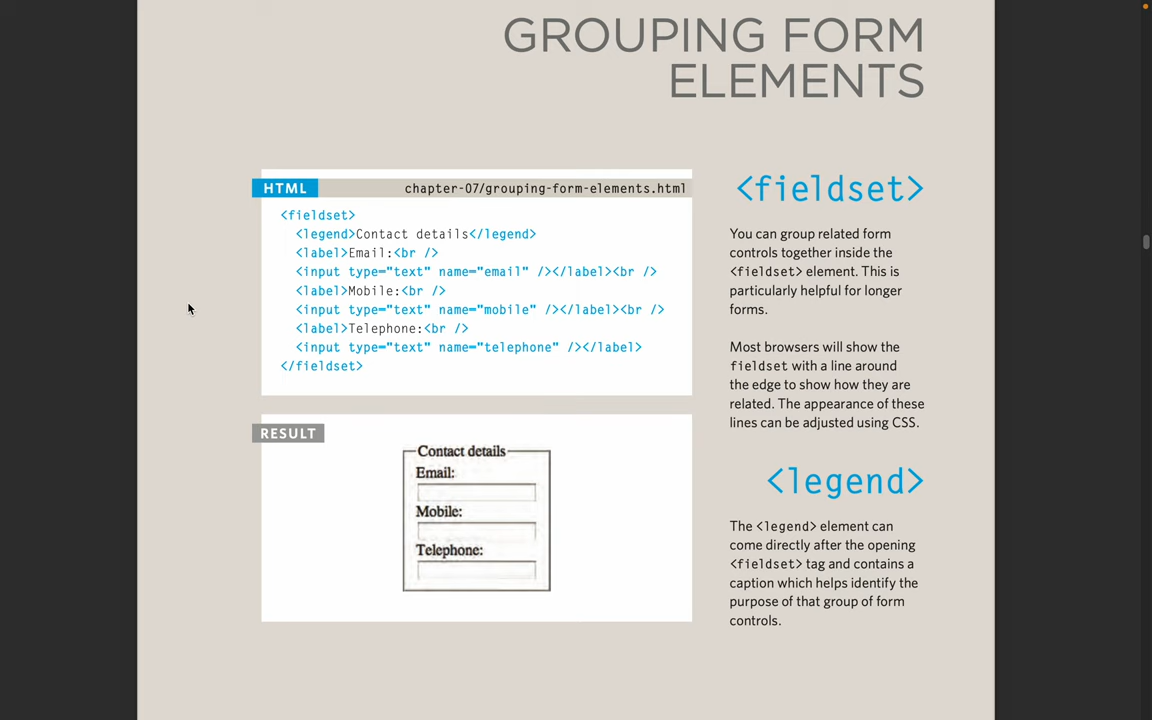 GROUPING FORM
ELEMENTS
HTML
chapter-07/grouping-form-elements.html
<fieldset>
<legend>Contact details</legend>
<label>Email:<br />
<input type="text" name="email" /></label><br />
<label>Mobile:<br />
<input type="text" name="mobile" /></label><br />
<label>Telephone:<br />
<input type="text" name="telephone" /></label>
</fieldset>
RESULT
Contact details
Email:
Mobile:
Telephone:
<fieldset>
You can group related form
controls together inside the
<fieldset> element. This is
particularly helpful for longer
forms.
Most browsers will show the
fieldset with a line around
the edge to show how they are
related. The appearance of these
lines can be adjusted using CSS.
<legend>
The <legend> element can
come directly after the opening
<fieldset> tag and contains a
caption which helps identify the
purpose of that group of form
controls.